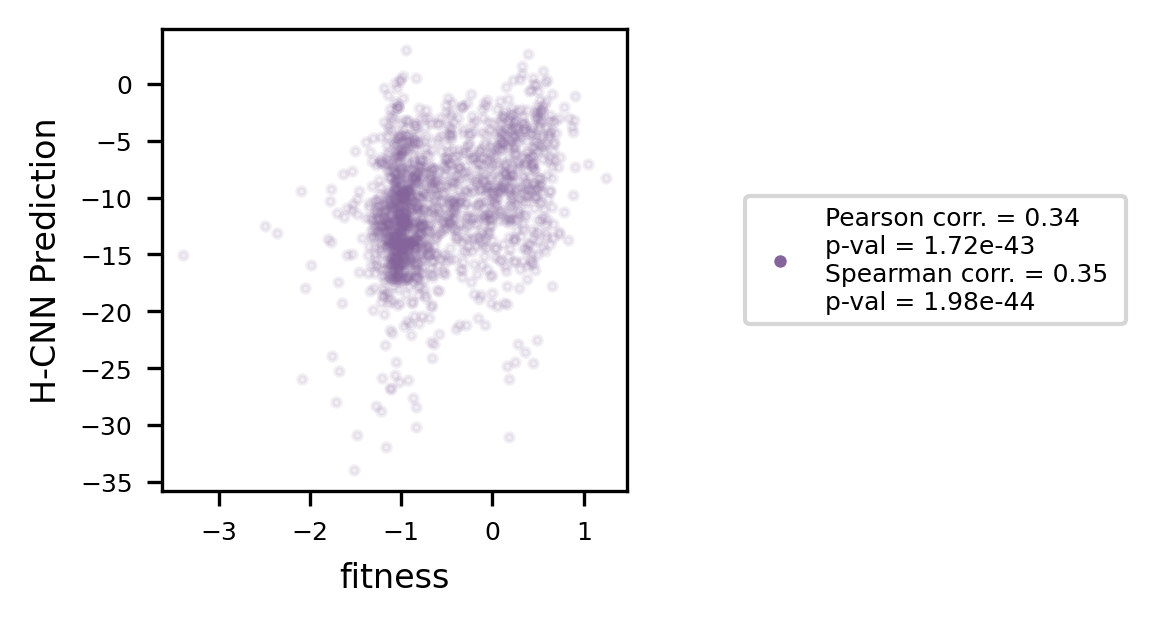 H-CNN Prediction
0
−5
−10
−15
−20
−25
−30
−35
−3
−2
−1
0
1
fitness
Pearson corr. = 0.34
p-val = 1.72e-43
Spearman corr. = 0.35
p-val = 1.98e-44